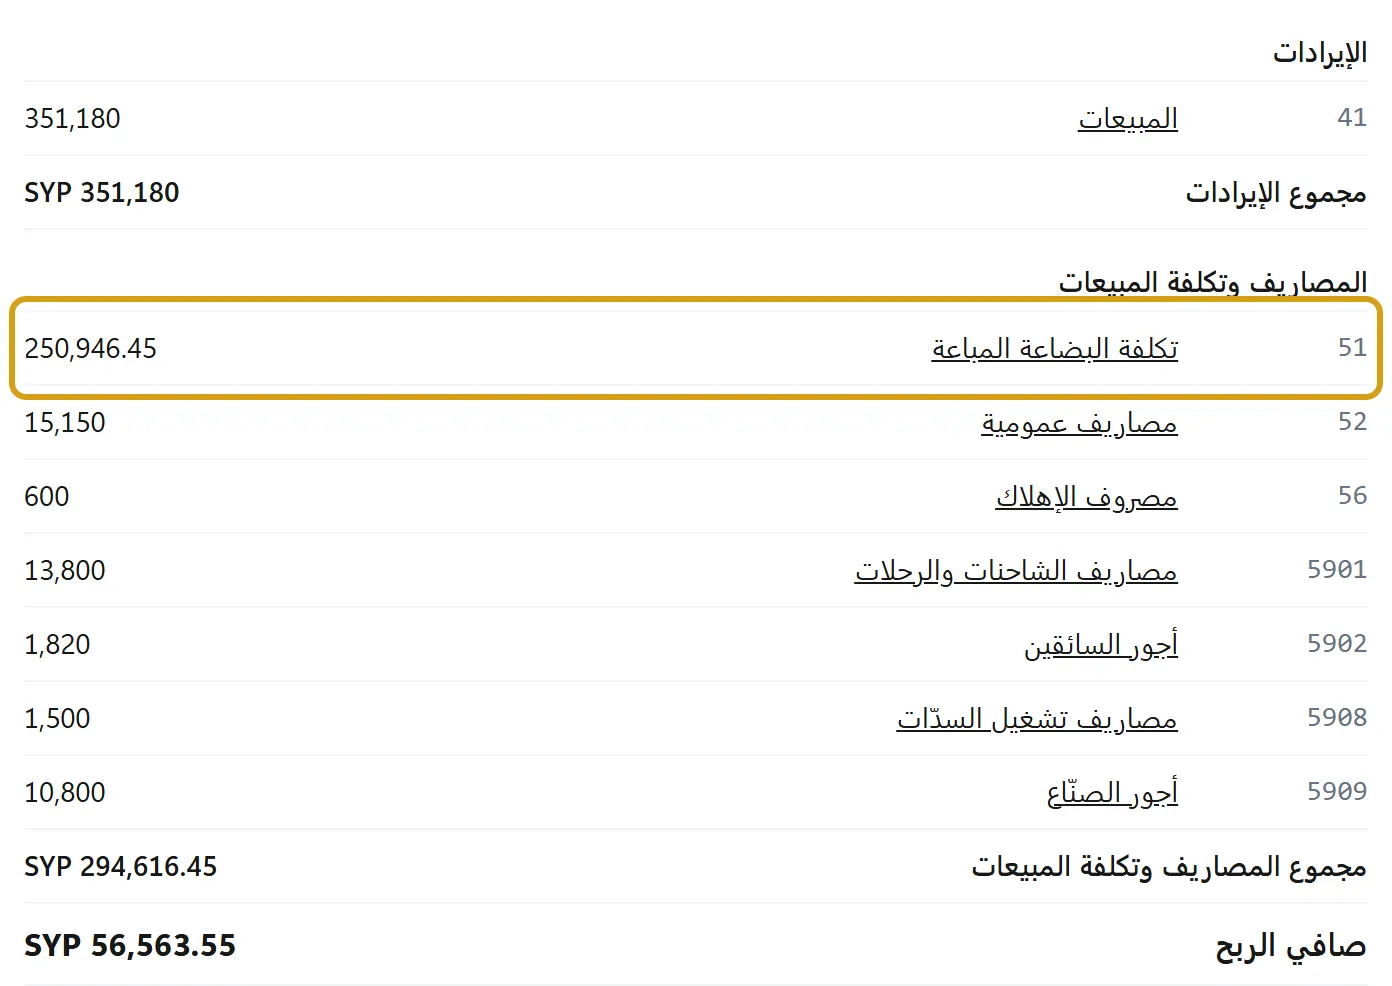 الإيرادات
41 المبيعات 351,180
مجموع الإيرادات SYP 351,180
المصاريف وتكلفة المبيعات
51 تكلفة البضاعة المباعة 250,946.45
52 مصاريف عمومية 15,150
56 مصروف الإهلاك 600
5901 مصاريف الشاحنات والرحلات 13,800
5902 أجور السائقين 1,820
5908 مصاريف تشغيل السدّات 1,500
5909 أجور الصنّاع 10,800
مجموع المصاريف وتكلفة المبيعات SYP 294,616.45
صافي الربح SYP 56,563.55